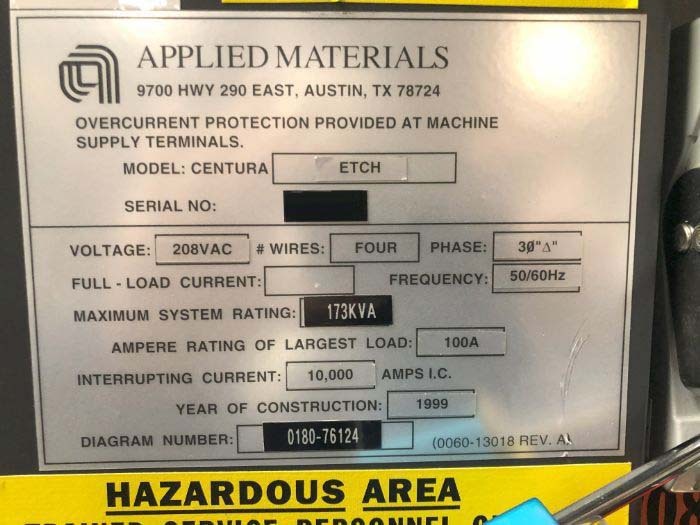 APPLIED MATERIALS
9700 HWY 290 EAST, AUSTIN, TX 78724
OVERCURRENT PROTECTION PROVIDED AT MACHINE
SUPPLY TERMINALS.
MODEL: CENTURA ETCH
SERIAL NO:
VOLTAGE: 208VAC # WIRES: FOUR PHASE: 3Ø"Δ"
FULL - LOAD CURRENT: FREQUENCY: 50/60Hz
MAXIMUM SYSTEM RATING: 173KVA
AMPERE RATING OF LARGEST LOAD: 100A
INTERRUPTING CURRENT: 10,000 AMPS I.C.
YEAR OF CONSTRUCTION: 1999
DIAGRAM NUMBER: 0180-76124 (0060-13018 REV. A)
HAZARDOUS AREA